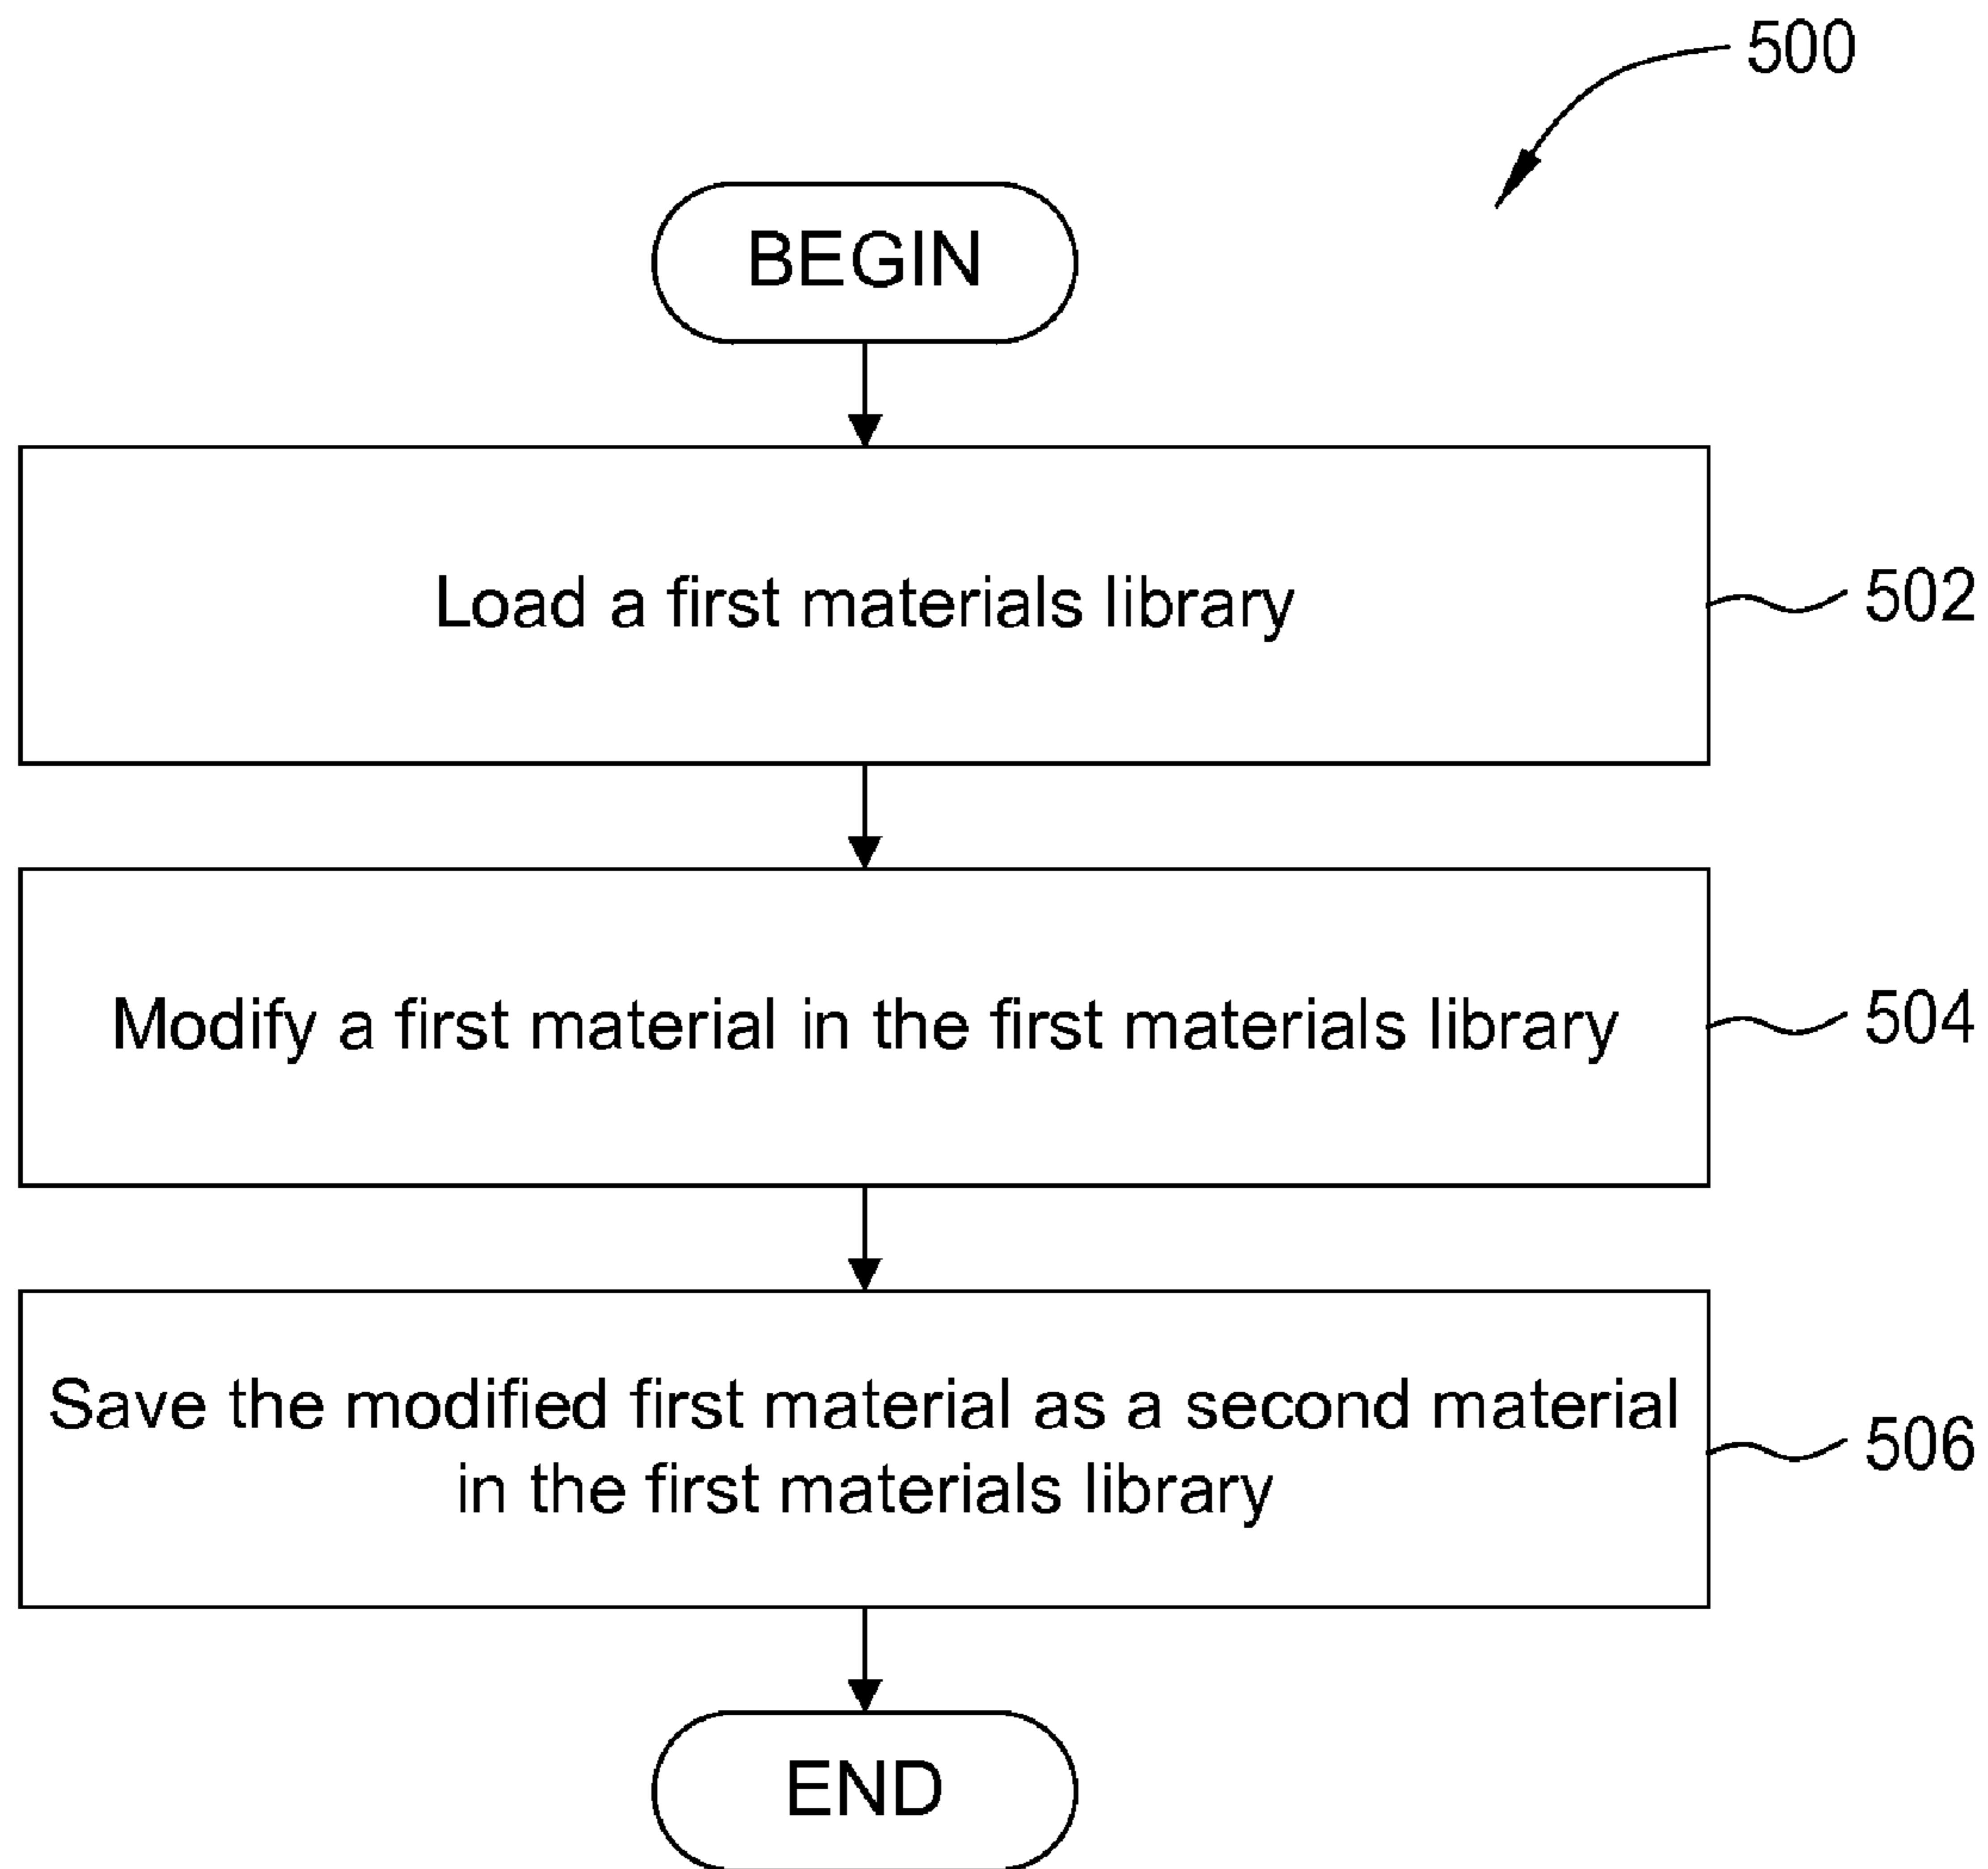 500
BEGIN
Load a first materials library
502
Modify a first material in the first materials library
504
Save the modified first material as a second material
in the first materials library
506
END